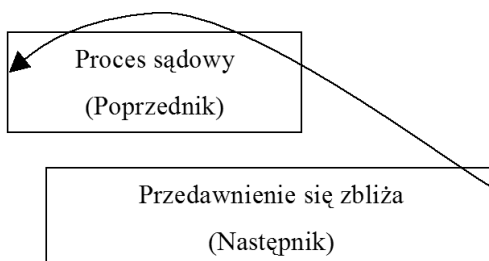 Proces sądowy
(Poprzednik)
Przedawnienie się zbliża
(Następnik)